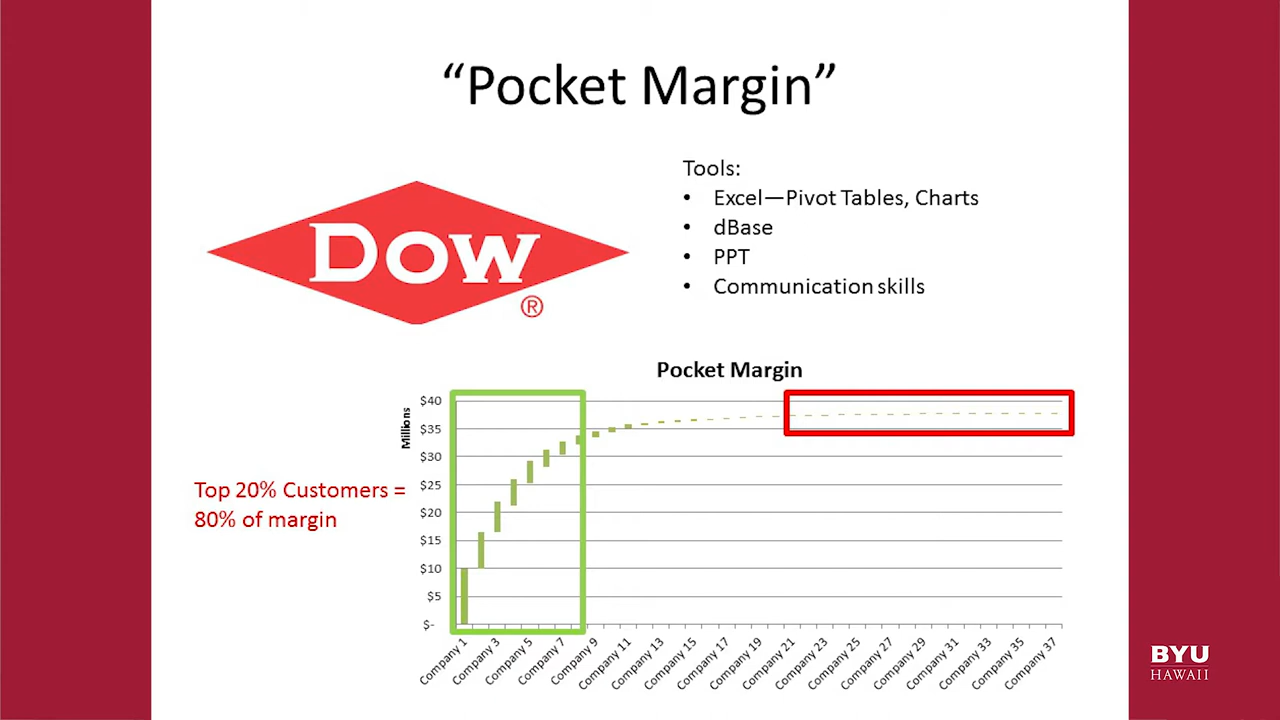 “Pocket Margin”
DOW
®
Tools:
• Excel—Pivot Tables, Charts
• dBase
• PPT
• Communication skills
Pocket Margin
Millions
$40
$35
$30
$25
$20
$15
$10
$5
$-
Top 20% Customers =
80% of margin
Company 1
Company 3
Company 5
Company 7
Company 9
Company 11
Company 13
Company 15
Company 17
Company 19
Company 21
Company 23
Company 25
Company 27
Company 29
Company 31
Company 33
Company 35
Company 37
BYU
HAWAII